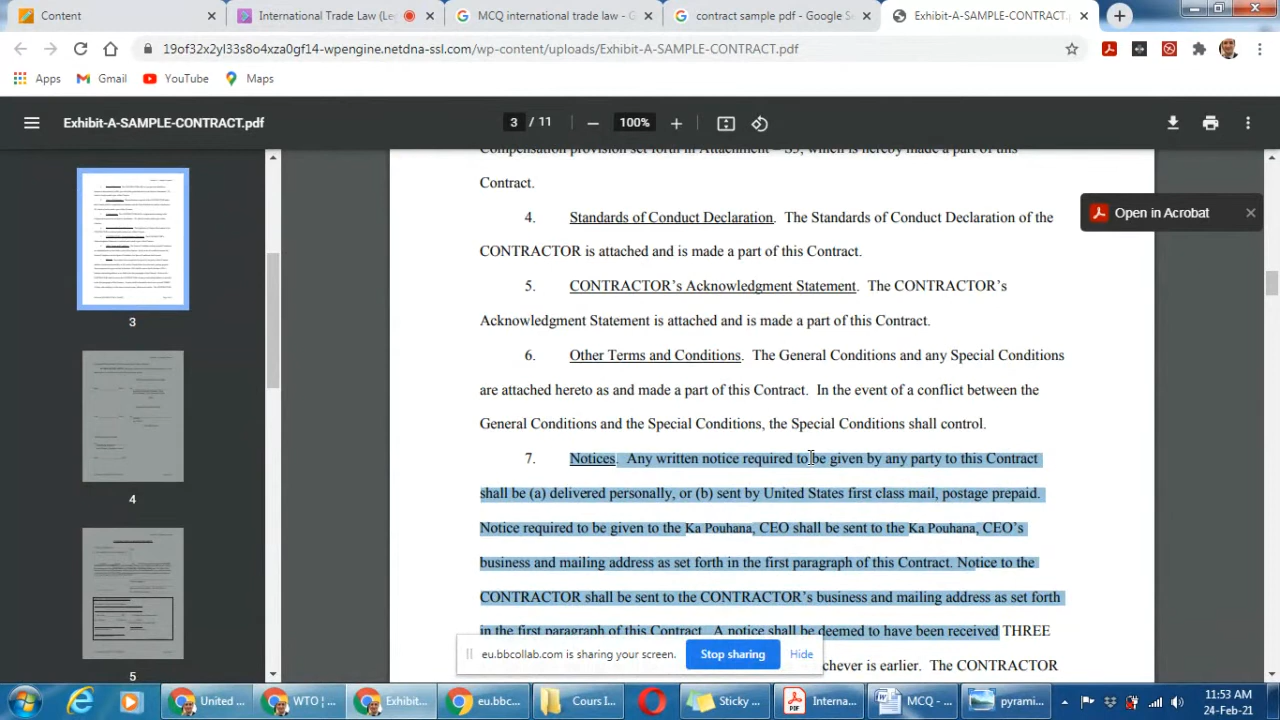 Content
International Trade Law (Le
MCQ international trade law - G
contract sample pdf - Google S
Exhibit-A-SAMPLE-CONTRACT.p
19of32x2yl33s8o4xza0gf14-wpengine.netdna-ssl.com/wp-content/uploads/Exhibit-A-SAMPLE-CONTRACT.pdf
Apps Gmail YouTube Maps
Exhibit-A-SAMPLE-CONTRACT.pdf
3 / 11
100%
Contract.
4. Standards of Conduct Declaration. The Standards of Conduct Declaration of the
CONTRACTOR is attached and is made a part of this Contract.
5. CONTRACTOR's Acknowledgment Statement. The CONTRACTOR's
Acknowledgment Statement is attached and is made a part of this Contract.
6. Other Terms and Conditions. The General Conditions and any Special Conditions
are attached hereto as and made a part of this Contract. In the event of a conflict between the
General Conditions and the Special Conditions, the Special Conditions shall control.
7. Notices. Any written notice required to be given by any party to this Contract
shall be (a) delivered personally, or (b) sent by United States first class mail, postage prepaid.
Notice required to be given to the Ka Pouhana, CEO shall be sent to the Ka Pouhana, CEO's
business and mailing address as set forth in the first paragraph of this Contract. Notice to the
CONTRACTOR shall be sent to the CONTRACTOR's business and mailing address as set forth
in the first paragraph of this Contract. A notice shall be deemed to have been received THREE
chever is earlier. The CONTRACTOR
Open in Acrobat
3
4
5
eu.bbcollab.com is sharing your screen.
Stop sharing
Hide
United ...
WTO | ...
Exhibit...
eu.bbc...
Cours I...
Sticky ...
Interna...
MCQ - ...
pyrami...
11:53 AM
24-Feb-21